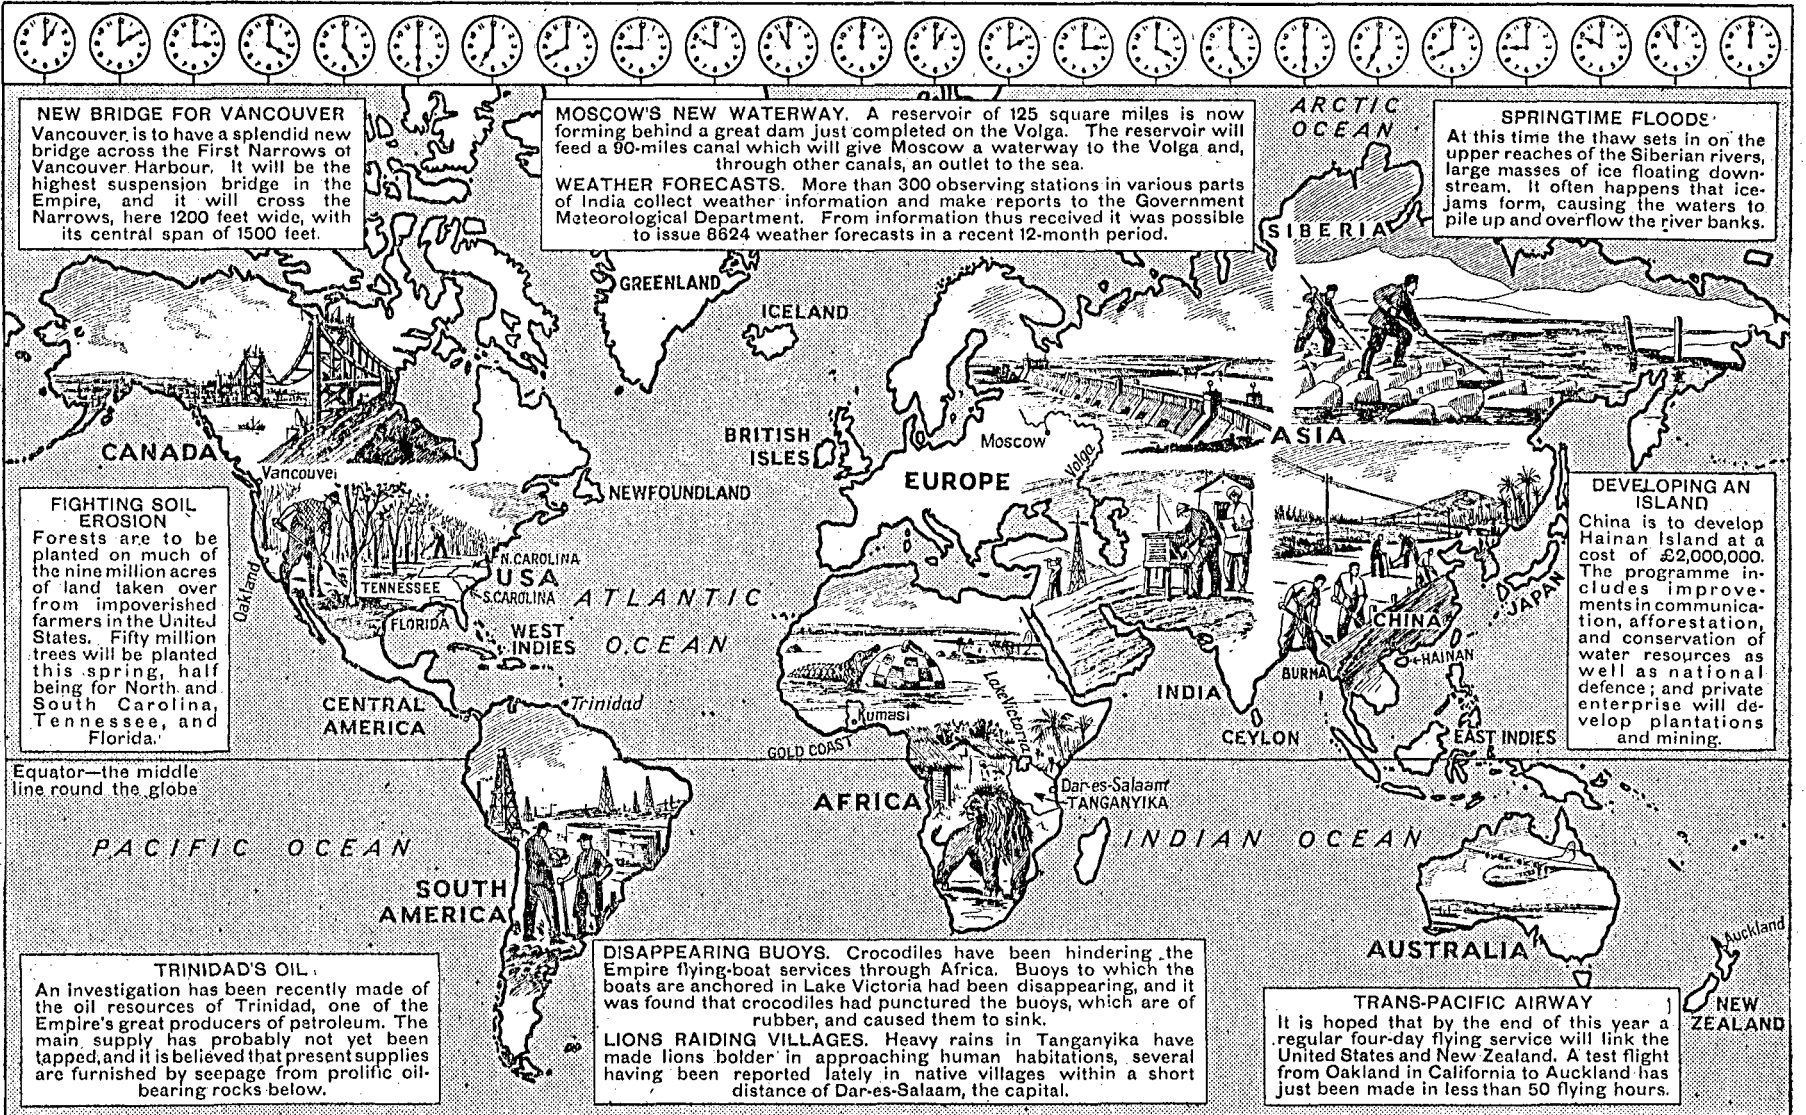 NEW BRIDGE FOR VANCOUVER
Vancouver is to have a splendid new
bridge across the First Narrows of
Vancouver Harbour. It will be the
highest suspension bridge in the
Empire, and it will cross the
Narrows, here 1200 feet wide, with
its central span of 1500 feet.
MOSCOW'S NEW WATERWAY. A reservoir of 125 square miles is now
forming behind a great dam just completed on the Volga. The reservoir will
feed a 90-miles canal which will give Moscow a waterway to the Volga and,
through other canals, an outlet to the sea.
WEATHER FORECASTS. More than 300 observing stations in various parts
of India collect weather information and make reports to the Government
Meteorological Department. From information thus received it was possible
to issue 8624 weather forecasts in a recent 12-month period.
ARCTIC
OCEAN
SPRINGTIME FLOODS
At this time the thaw sets in on the
upper reaches of the Siberian rivers,
large masses of ice floating down-
stream. It often happens that ice-
jams form, causing the waters to
pile up and overflow the river banks.
SIBERIA
GREENLAND
ICELAND
CANADA
BRITISH
ISLES
Moscow
Volga
ASIA
EUROPE
Vancouver
NEWFOUNDLAND
FIGHTING SOIL
EROSION
Forests are to be
planted on much of
the nine million acres
of land taken over
from impoverished
farmers in the United
States. Fifty million
trees will be planted
this spring, half
being for North and
South Carolina,
Tennessee, and
Florida.
Oakland
N. CAROLINA
USA
TENNESSEE
S. CAROLINA
FLORIDA
ATLANTIC
OCEAN
WEST
INDIES
DEVELOPING AN
ISLAND
China is to develop
Hainan Island at a
cost of £2,000,000.
The programme in-
cludes improve-
ments in communica-
tion, afforestation,
and conservation of
water resources as
well as national
defence; and private
enterprise will de-
velop plantations
and mining.
JAPAN
CHINA
HAINAN
BURMA
INDIA
CEYLON
EAST INDIES
CENTRAL
AMERICA
Trinidad
Kumasi
GOLD COAST
Lake Victoria
Equator—the middle
line round the globe
AFRICA
Dar-es-Salaam
TANGANYIKA
PACIFIC OCEAN
INDIAN OCEAN
SOUTH
AMERICA
AUSTRALIA
Auckland
NEW
ZEALAND
TRINIDAD'S OIL
An investigation has been recently made of
the oil resources of Trinidad, one of the
Empire's great producers of petroleum. The
main supply has probably not yet been
tapped, and it is believed that present supplies
are furnished by seepage from prolific oil-
bearing rocks below.
DISAPPEARING BUOYS. Crocodiles have been hindering the
Empire flying-boat services through Africa. Buoys to which the
boats are anchored in Lake Victoria had been disappearing, and it
was found that crocodiles had punctured the buoys, which are of
rubber, and caused them to sink.
LIONS RAIDING VILLAGES. Heavy rains in Tanganyika have
made lions bolder in approaching human habitations, several
having been reported lately in native villages within a short
distance of Dar-es-Salaam, the capital.
TRANS-PACIFIC AIRWAY
It is hoped that by the end of this year a
regular four-day flying service will link the
United States and New Zealand. A test flight
from Oakland in California to Auckland has
just been made in less than 50 flying hours.